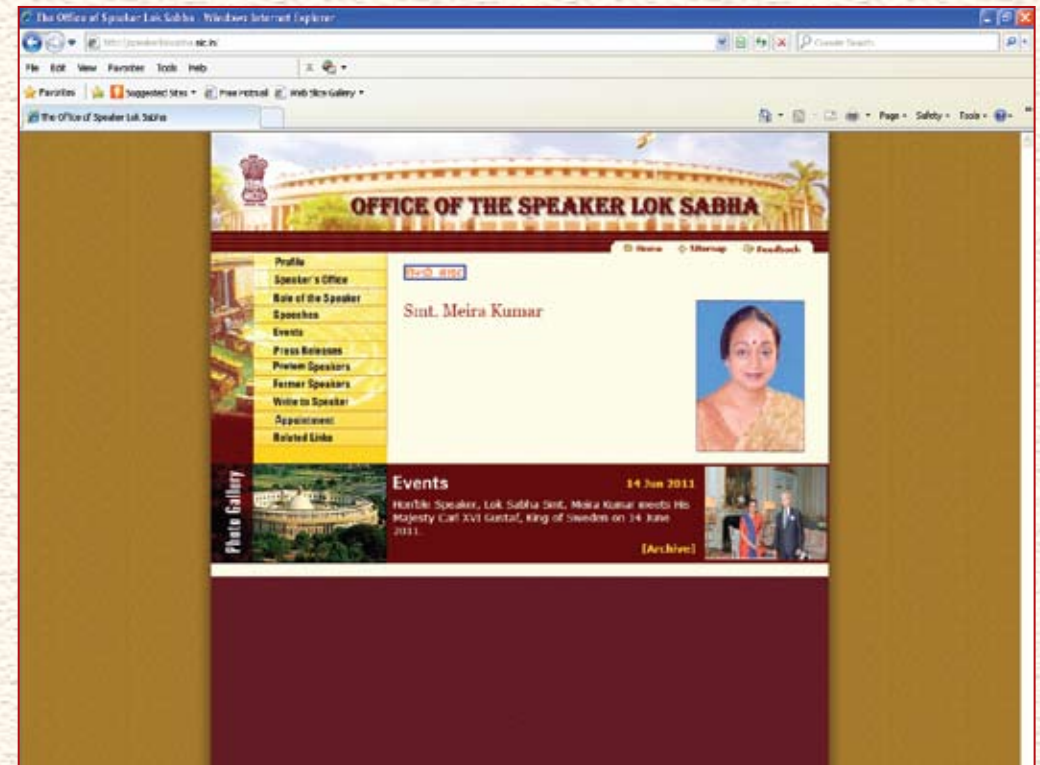 The Office of Speaker Lok Sabha - Windows Internet Explorer
nic.in
File Edit View Favorites Tools Help
Favorites Suggested Sites Free Hotmail Web Slice Gallery
The Office of Speaker Lok Sabha
Page Safety Tools
OFFICE OF THE SPEAKER LOK SABHA
Home Sitemap Feedback
Profile
Speaker's Office
Role of the Speaker
Speeches
Events
Press Releases
Protem Speakers
Former Speakers
Write to Speaker
Appointment
Related Links
Smt. Meira Kumar
Photo Gallery
Events
14 Jun 2011
Hon'ble Speaker, Lok Sabha Smt. Meira Kumar meets His
Majesty Carl XVI Gustaf, King of Sweden on 14 June
2011.
[Archive]